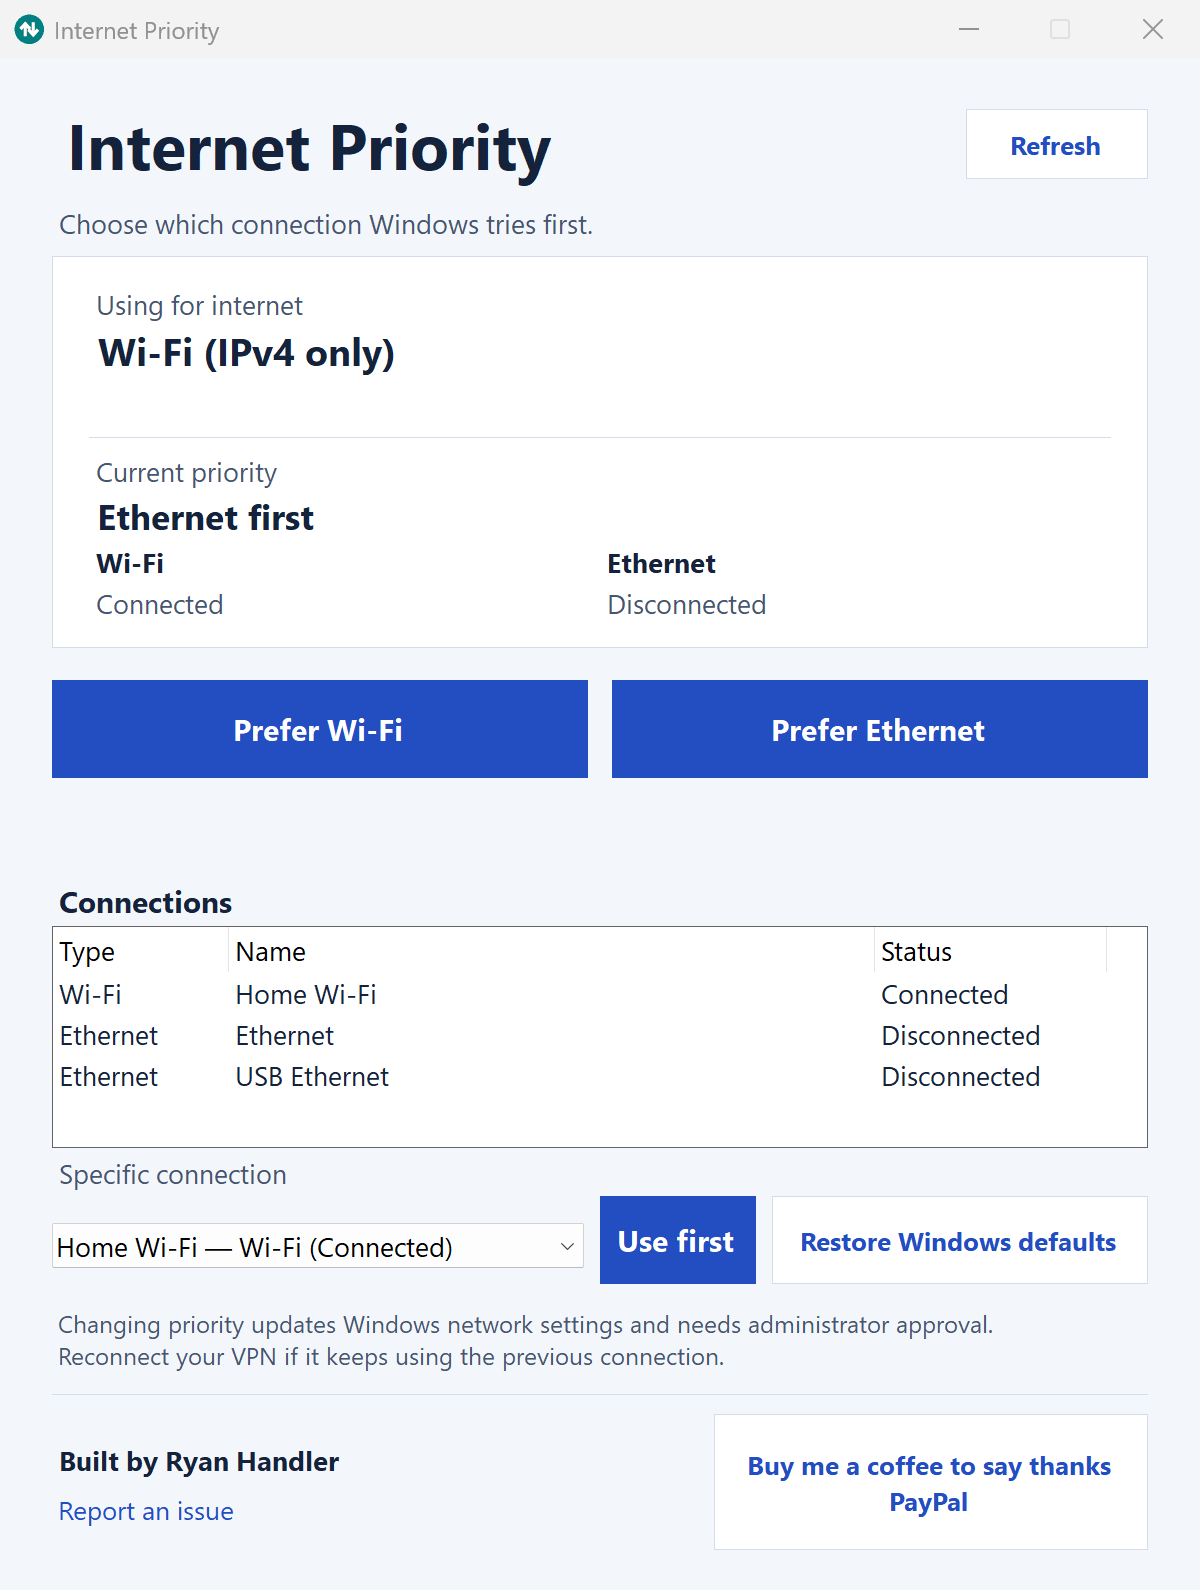 Internet Priority
Internet Priority
Refresh
Choose which connection Windows tries first.
Using for internet
Wi-Fi (IPv4 only)
Current priority
Ethernet first
Wi-Fi
Ethernet
Connected
Disconnected
Prefer Wi-Fi
Prefer Ethernet
Connections
Type Name Status
Wi-Fi Home Wi-Fi Connected
Ethernet Ethernet Disconnected
Ethernet USB Ethernet Disconnected
Specific connection
Home Wi-Fi — Wi-Fi (Connected)
Use first
Restore Windows defaults
Changing priority updates Windows network settings and needs administrator approval.
Reconnect your VPN if it keeps using the previous connection.
Built by Ryan Handler
Report an issue
Buy me a coffee to say thanks
PayPal